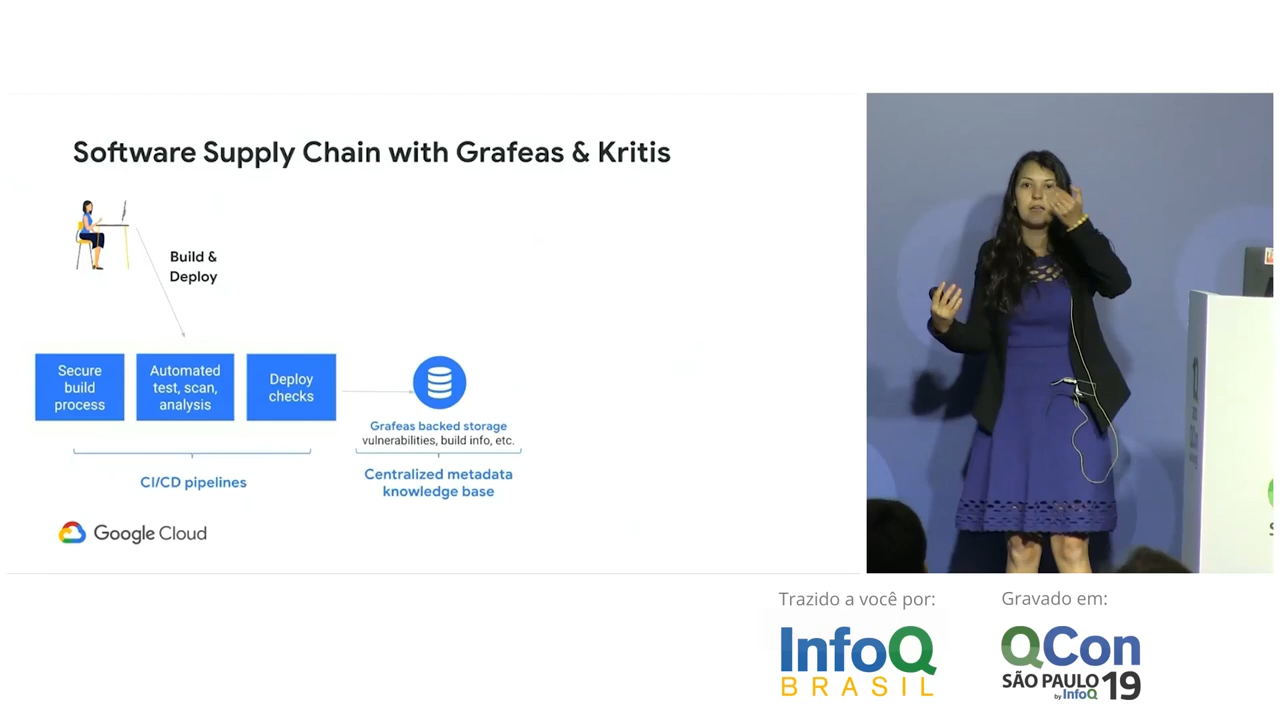 Software Supply Chain with Grafeas & Kritis
Build &
Deploy
Secure
build
process
Automated
test, scan,
analysis
Deploy
checks
Grafeas backed storage
vulnerabilities, build info, etc.
CI/CD pipelines
Centralized metadata
knowledge base
Google Cloud
Trazido a você por:
InfoQ
BRASIL
Gravado em:
QCon
SÃO PAULO 19
by InfoQ